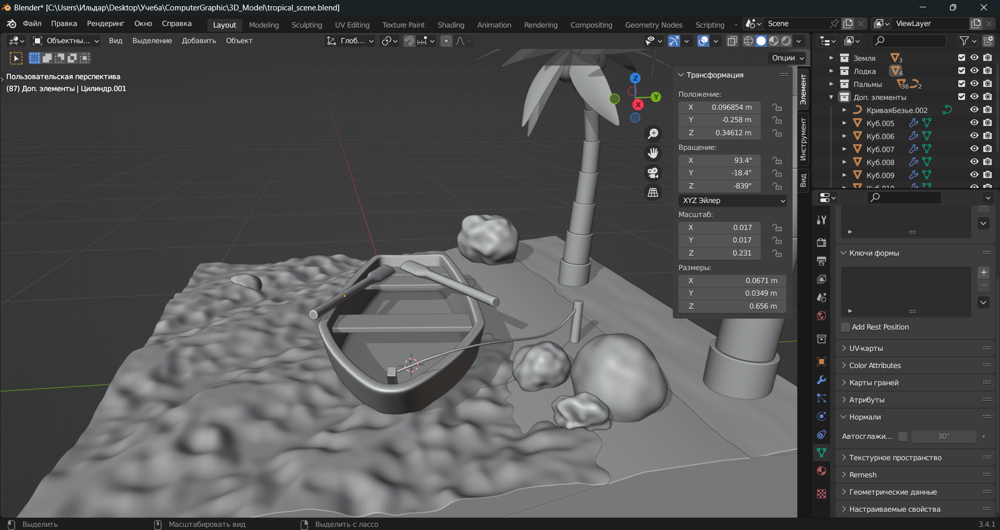 Blender* [C:\Users\Ильдар\Desktop\Учеба\ComputerGraphic\3D_Model\tropical_scene.blend]
Файл Правка Рендеринг Окно Справка Layout Modeling Sculpting UV Editing Texture Paint Shading Animation Rendering Compositing Geometry Nodes Scripting Scene ViewLayer
Объектны... Вид Выделение Добавить Объект Глоб...
Опции
Пользовательская перспектива
(87) Доп. элементы | Цилиндр.001
Z
Y
X
Трансформация
Положение:
X 0.096854 m
Y -0.258 m
Z 0.34612 m
Вращение:
X 93.4°
Y -18.4°
Z -839°
XYZ Эйлер
Масштаб:
X 0.017
Y 0.017
Z 0.231
Размеры:
X 0.0671 m
Y 0.0349 m
Z 0.656 m
Элемент
Инструмент
Вид
Земля 3
Лодка 6
Пальмы 36 2
Доп. элементы
КриваяБезье.002
Куб.005
Куб.006
Куб.007
Куб.008
Куб.009
Куб.010
Ключи формы
Add Rest Position
UV-карты
Color Attributes
Карты граней
Атрибуты
Нормали
Автосглажи... 30°
Текстурное пространство
Remesh
Геометрические данные
Настраиваемые свойства
Выделить Масштабировать вид Выделить с лассо 3.4.1